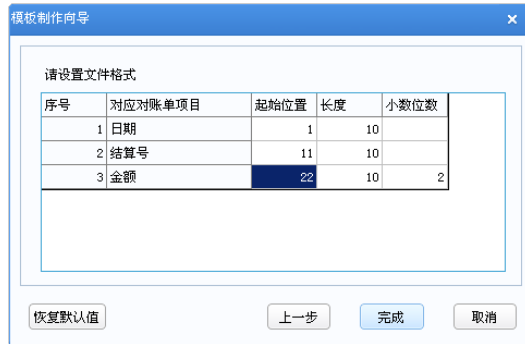 模板制作向导
请设置文件格式
序号 对应对账单项目 起始位置 长度 小数位数
1 日期 1 10
2 结算号 11 10
3 金额 22 10 2
恢复默认值 上一步 完成 取消